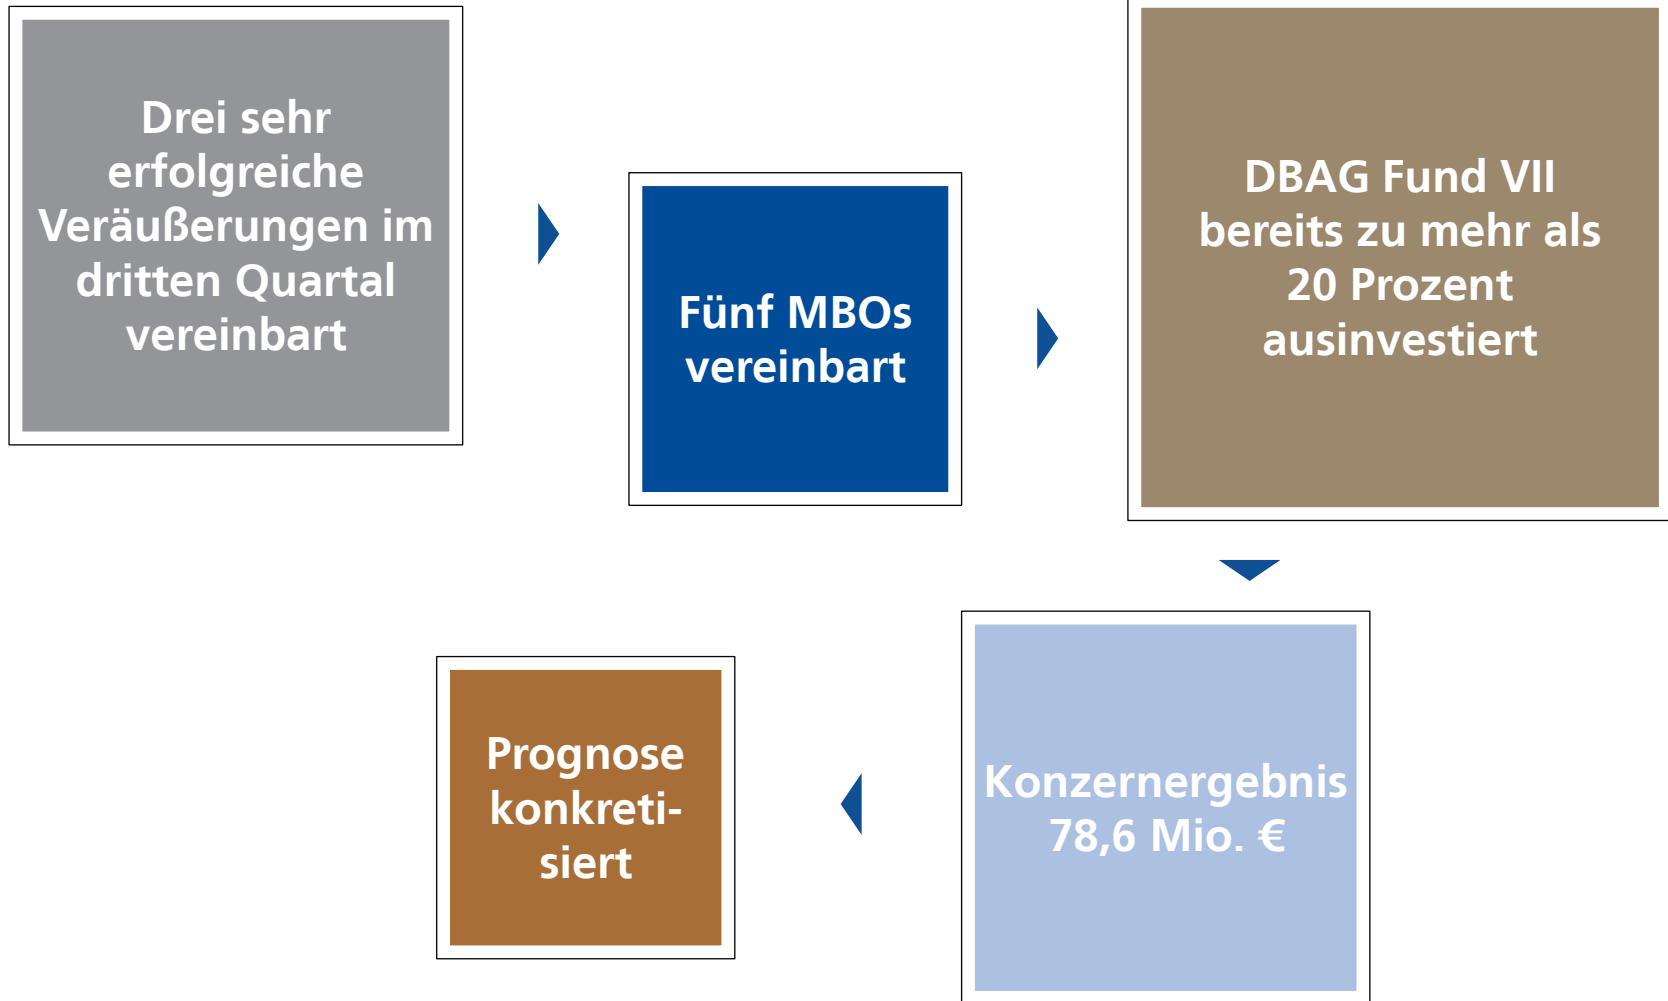 Drei sehr
erfolgreiche
Veräußerungen im
dritten Quartal
vereinbart
Fünf MBOs
vereinbart
DBAG Fund VII
bereits zu mehr als
20 Prozent
ausinvestiert
Konzernergebnis
78,6 Mio. €
Prognose
konkreti-
siert